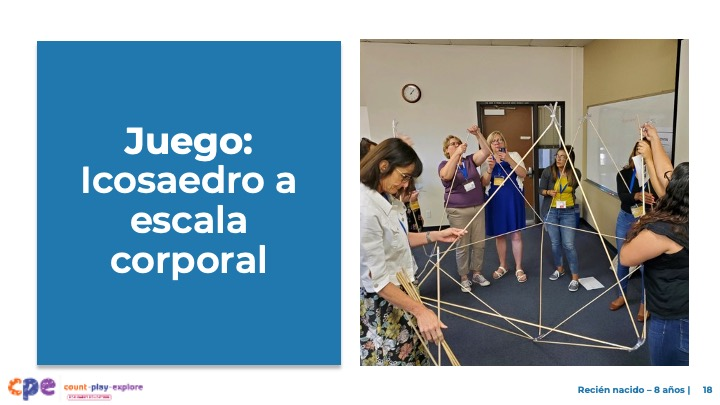 Juego:
Icosaedro a
escala
corporal
cpe
count·play·explore
Recién nacido – 8 años | 18